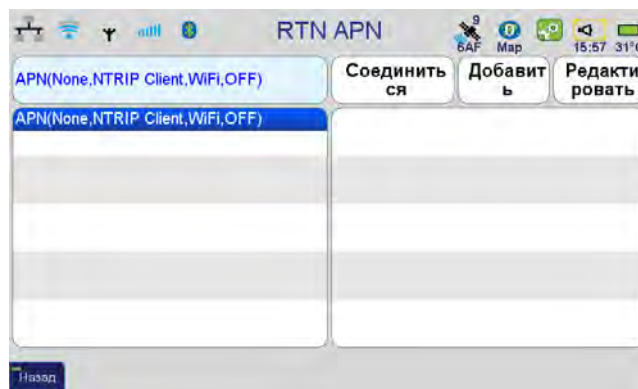 RTN APN
9
6AF Map 15:57 31°C
APN(None,NTRIP Client,WiFi,OFF)
Соединить
ся
Добавит
ь
Редакти
ровать
APN(None,NTRIP Client,WiFi,OFF)
Назад